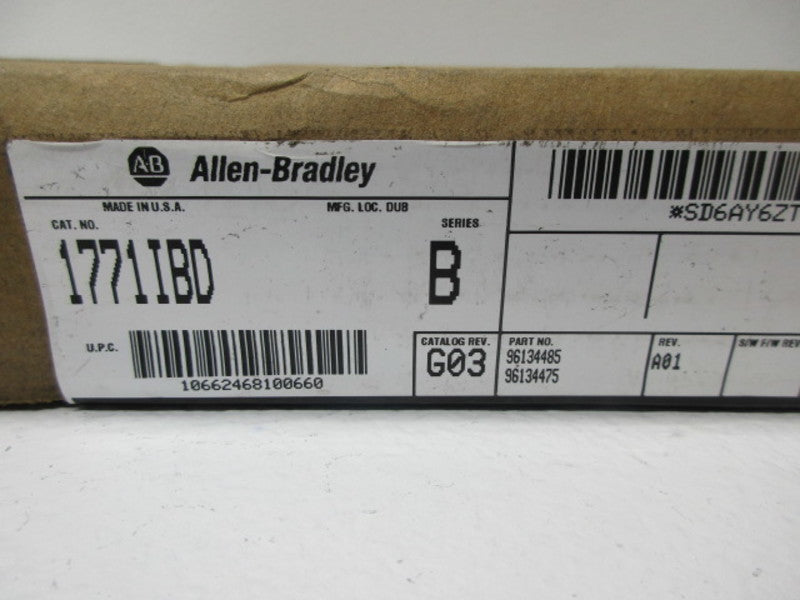 AB Allen-Bradley
MADE IN U.S.A. MFG. LOC. DUB
CAT. NO. SERIES
1771IBD B
U.P.C.
10662468100660
CATALOG REV.
G03
*SD6AY6ZT
PART NO.
96134485
96134475
REV.
A01
S/W F/W REV